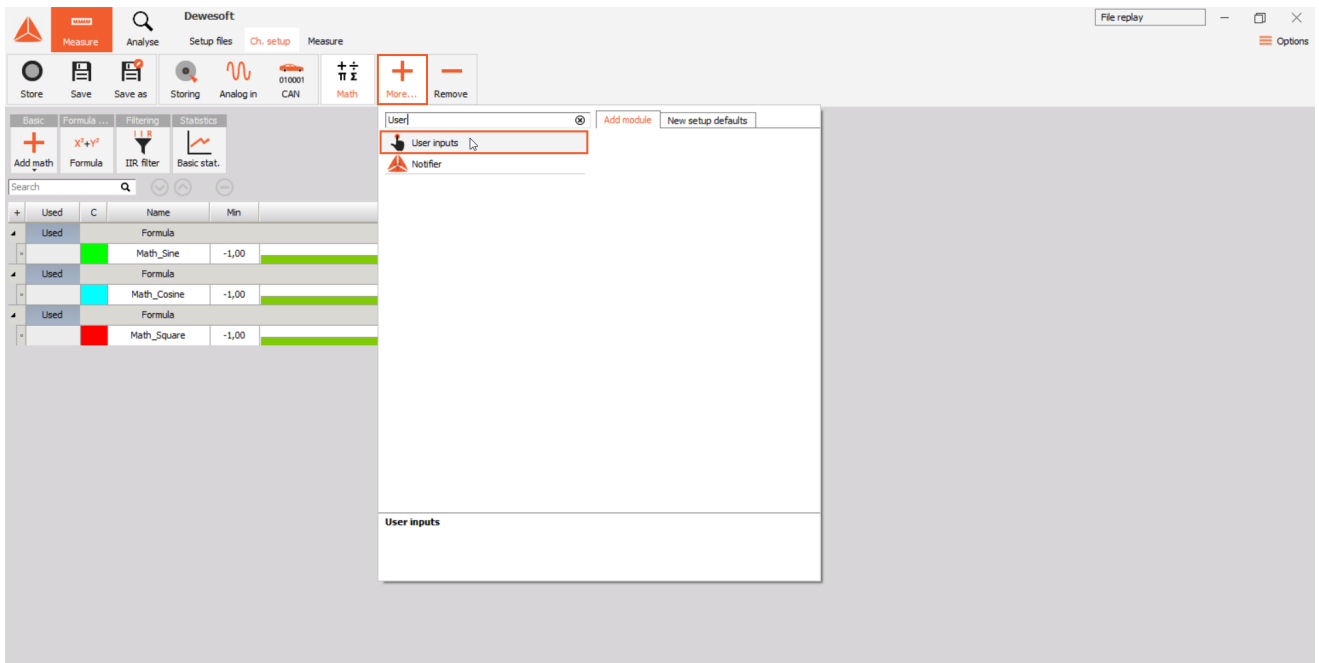 Dewesoft
File replay
Measure
Analyse
Setup files
Ch. setup
Measure
Options
Store
Save
Save as
Storing
Analog in
010001
CAN
Math
More...
Remove
Basic
Formula ...
Filtering
Statistics
Add math
X²+Y²
Formula
I I R
IIR filter
Basic stat.
User
Add module
New setup defaults
User inputs
Notifier
Search
+ Used C Name Min
Used Formula
Math_Sine -1,00
Used Formula
Math_Cosine -1,00
Used Formula
Math_Square -1,00
User inputs